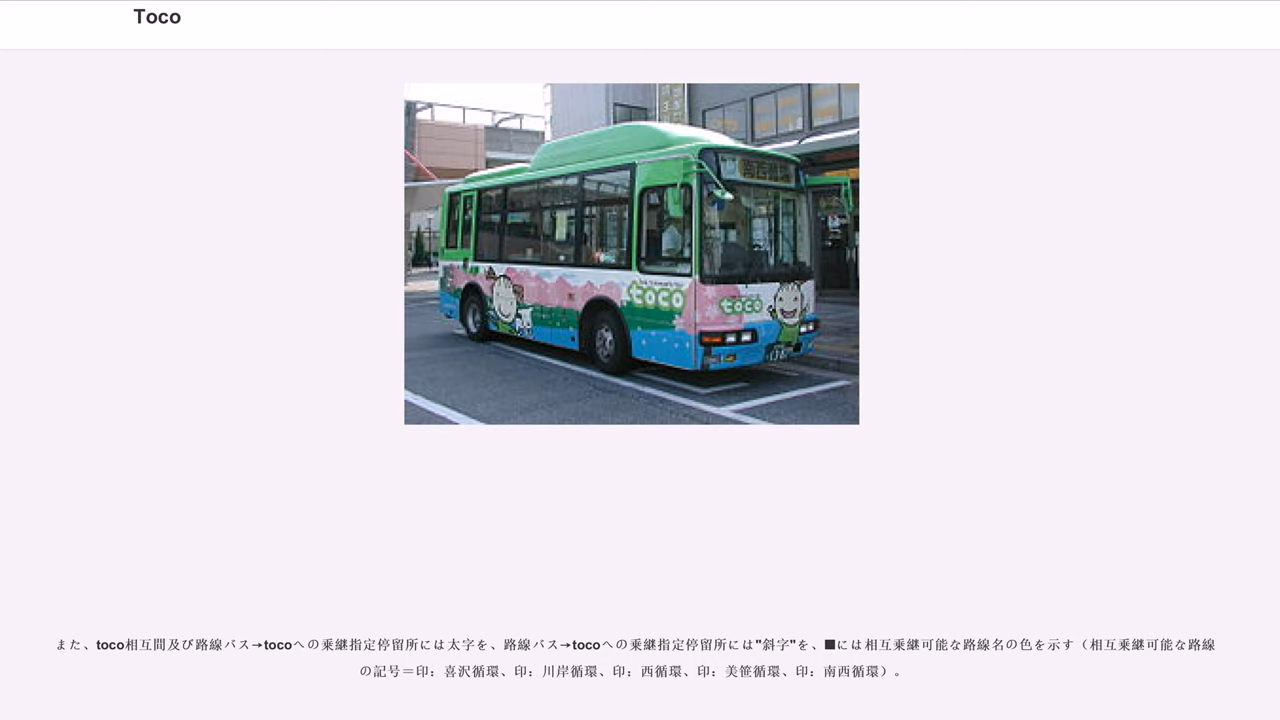 Toco
南西循環
toco
toco
また、toco相互間及び路線バス→tocoへの乗継指定停留所には太字を、路線バス→tocoへの乗継指定停留所には"斜字"を、■には相互乗継可能な路線名の色を示す（相互乗継可能な路線
の記号＝印：喜沢循環、印：川岸循環、印：西循環、印：美笹循環、印：南西循環）。